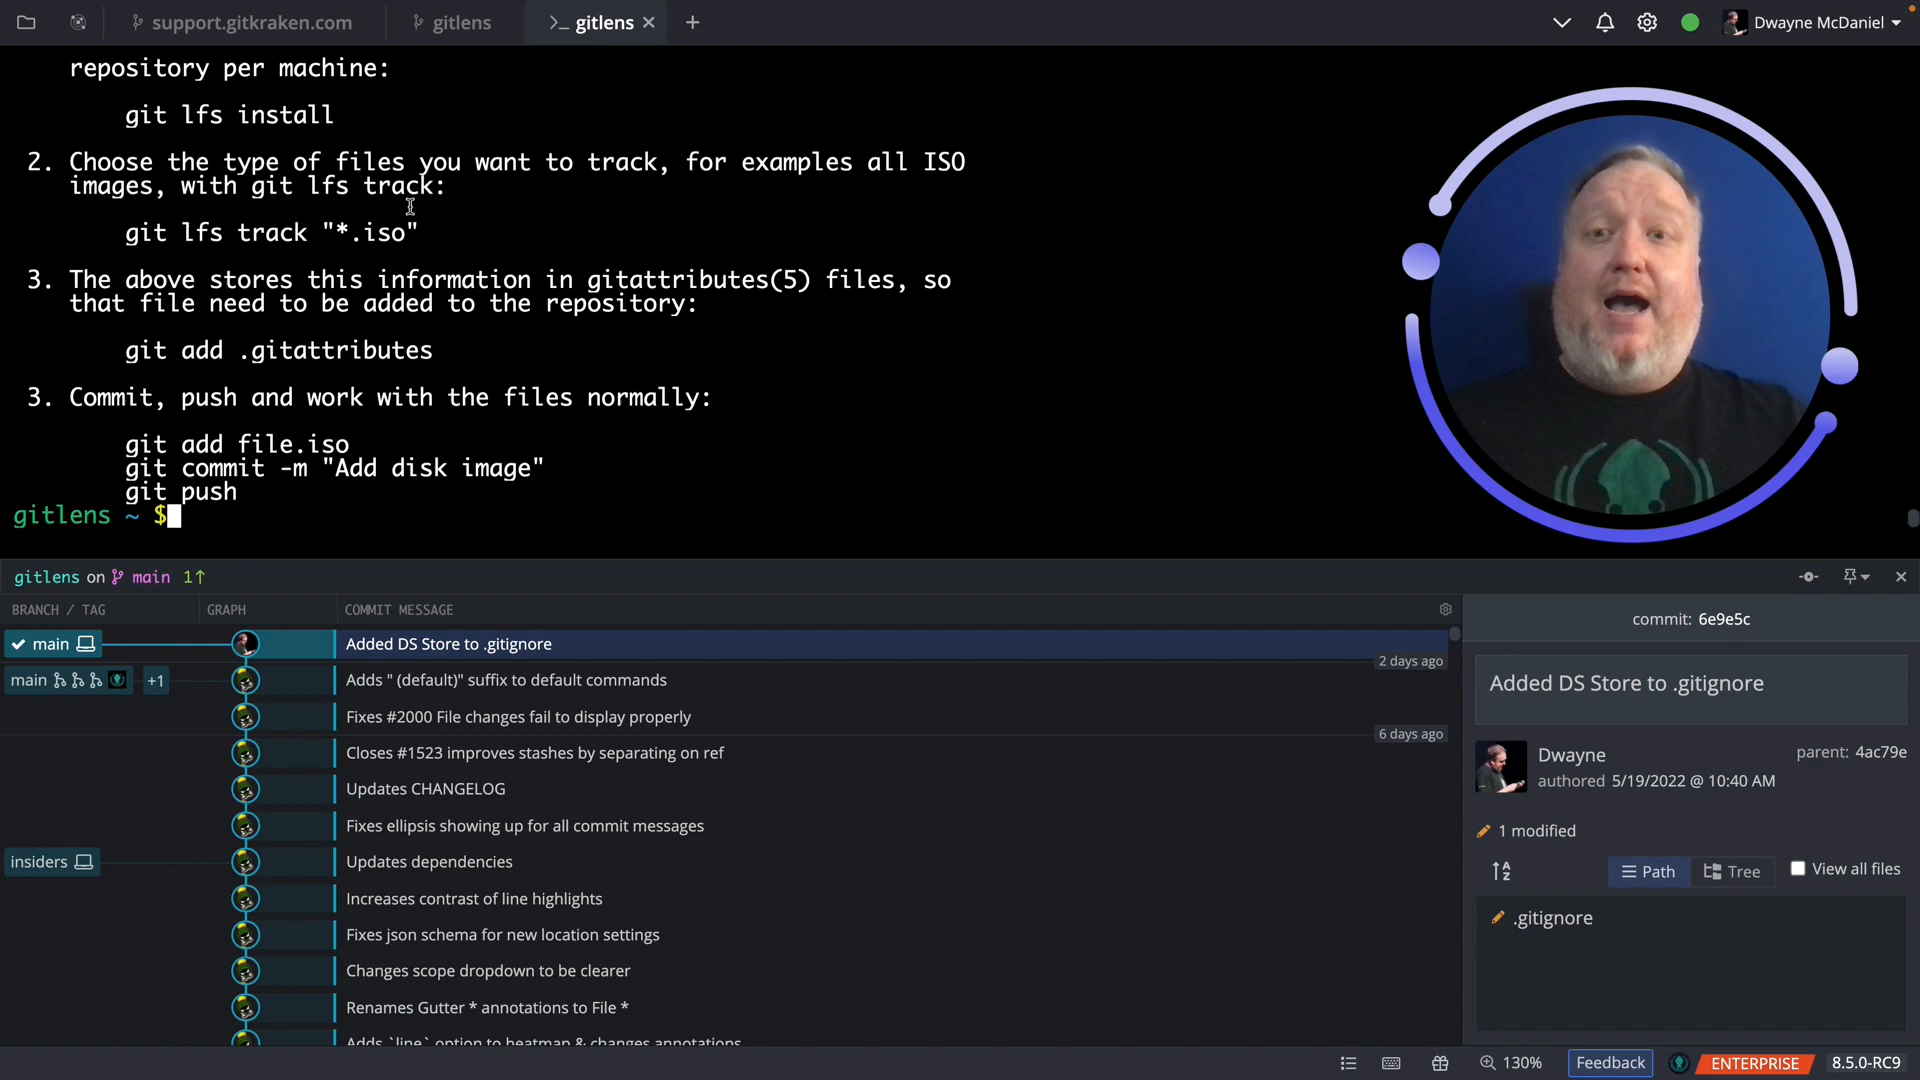 support.gitkraken.com
gitlens
gitlens
Dwayne McDaniel
repository per machine:
git lfs install
2. Choose the type of files you want to track, for examples all ISO
images, with git lfs track:
git lfs track "*.iso"
3. The above stores this information in gitattributes(5) files, so
that file need to be added to the repository:
git add .gitattributes
3. Commit, push and work with the files normally:
git add file.iso
git commit -m "Add disk image"
git push
gitlens ~ $
gitlens on main 1↑
BRANCH / TAG GRAPH COMMIT MESSAGE
main Added DS Store to .gitignore
2 days ago
main +1 Adds " (default)" suffix to default commands
Fixes #2000 File changes fail to display properly
6 days ago
Closes #1523 improves stashes by separating on ref
Updates CHANGELOG
Fixes ellipsis showing up for all commit messages
insiders Updates dependencies
Increases contrast of line highlights
Fixes json schema for new location settings
Changes scope dropdown to be clearer
Renames Gutter * annotations to File *
Adds `line` option to heatmap & changes annotations
commit: 6e9e5c
Added DS Store to .gitignore
Dwayne
parent: 4ac79e
authored 5/19/2022 @ 10:40 AM
1 modified
A
Z
Path Tree View all files
.gitignore
130% Feedback ENTERPRISE 8.5.0-RC9